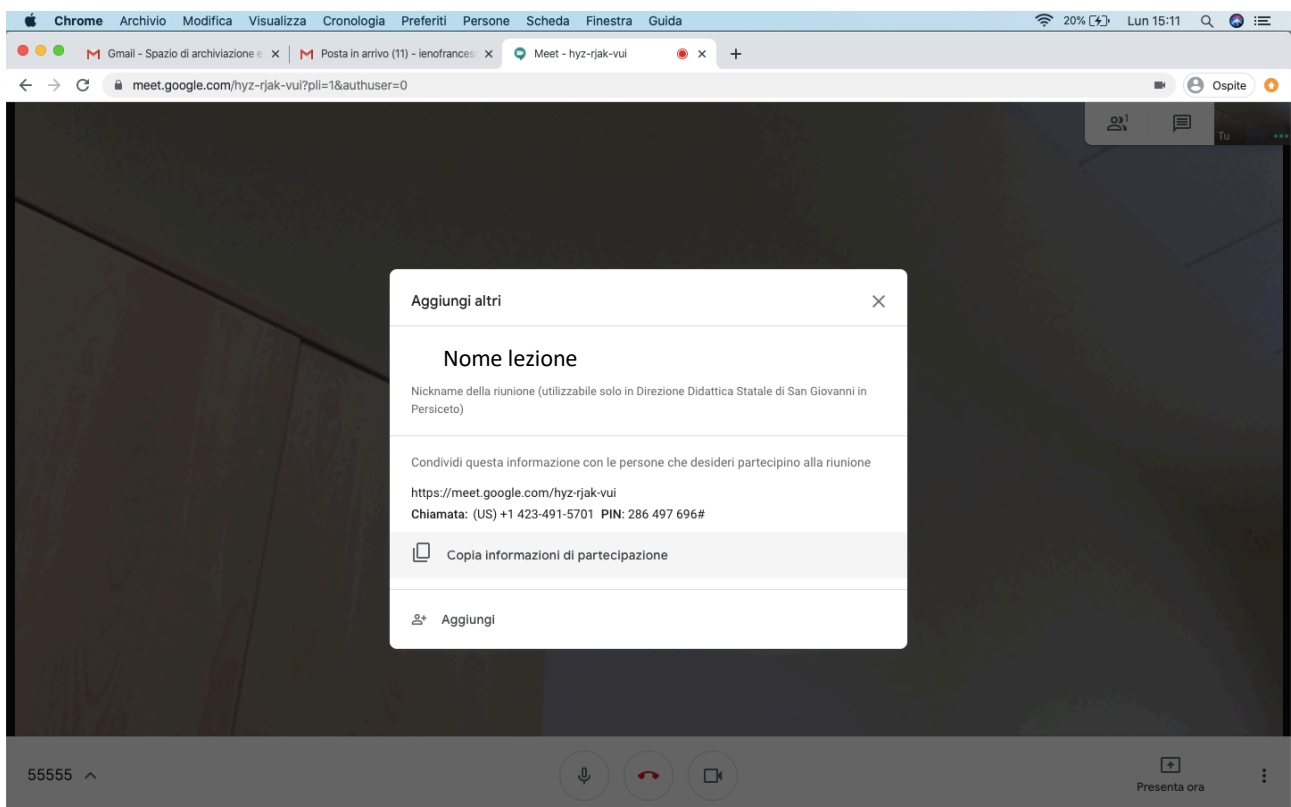 Chrome Archivio Modifica Visualizza Cronologia Preferiti Persone Scheda Finestra Guida 20% Lun 15:11
Gmail - Spazio di archiviazione e Posta in arrivo (11) - ienofrances Meet - hyz-rjak-vui
meet.google.com/hyz-rjak-vui?pli=1&authuser=0 Ospite
1
Tu
Aggiungi altri
Nome lezione
Nickname della riunione (utilizzabile solo in Direzione Didattica Statale di San Giovanni in
Persiceto)
Condividi questa informazione con le persone che desideri partecipino alla riunione
https://meet.google.com/hyz-rjak-vui
Chiamata: (US) +1 423-491-5701 PIN: 286 497 696#
Copia informazioni di partecipazione
Aggiungi
55555
Presenta ora